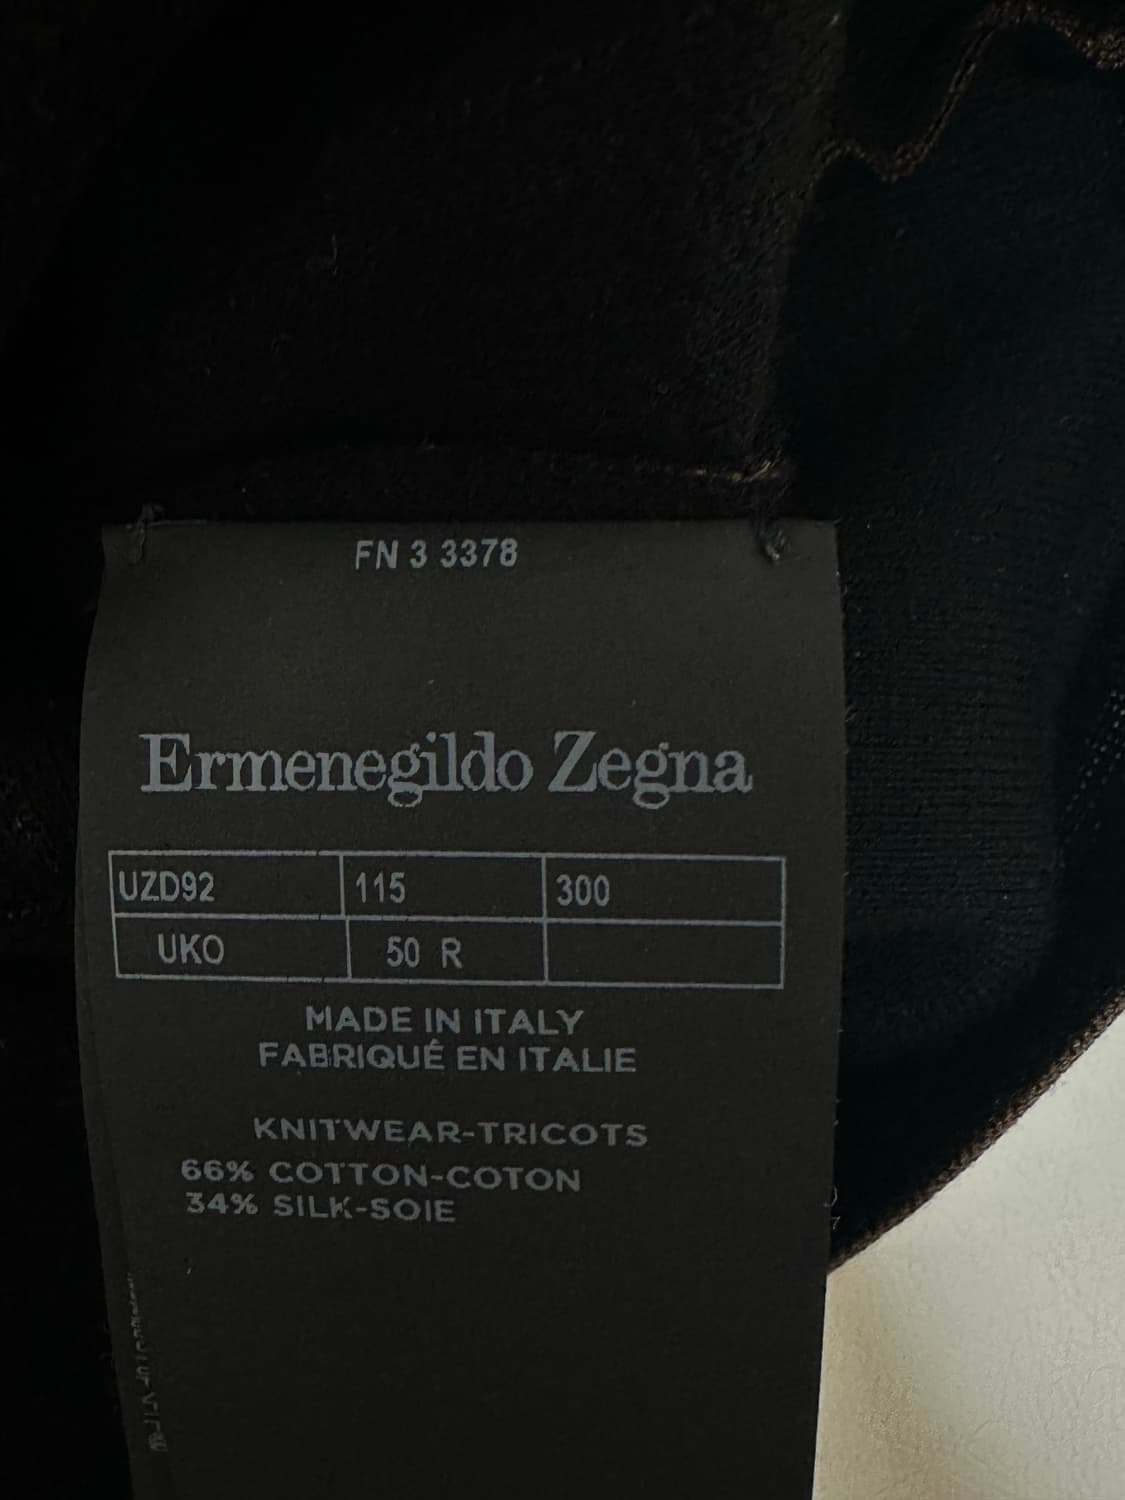 FN 3 3378
Ermenegildo Zegna
UZD92 115 300
UKO 50 R
MADE IN ITALY
FABRIQUÉ EN ITALIE
KNITWEAR-TRICOTS
66% COTTON-COTON
34% SILK-SOIE